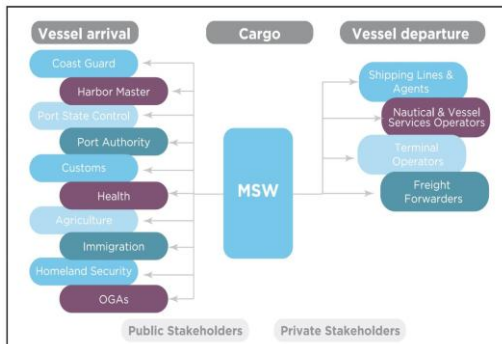 Vessel arrival
Cargo
Vessel departure
Coast Guard
Harbor Master
Port State Control
Port Authority
Customs
Health
Agriculture
Immigration
Homeland Security
OGAs
MSW
Shipping Lines &
Agents
Nautical & Vessel
Services Operators
Terminal
Operators
Freight
Forwarders
Public Stakeholders
Private Stakeholders